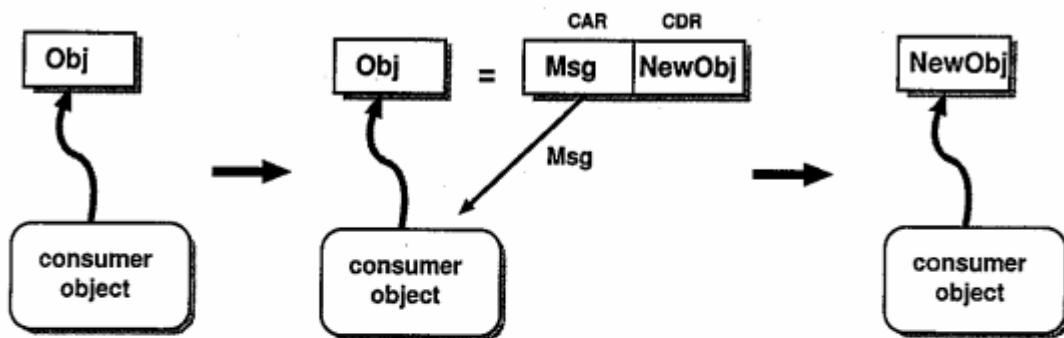 CAR CDR
Obj
Obj = Msg NewObj
NewObj
Msg
consumer
object
consumer
object
consumer
object